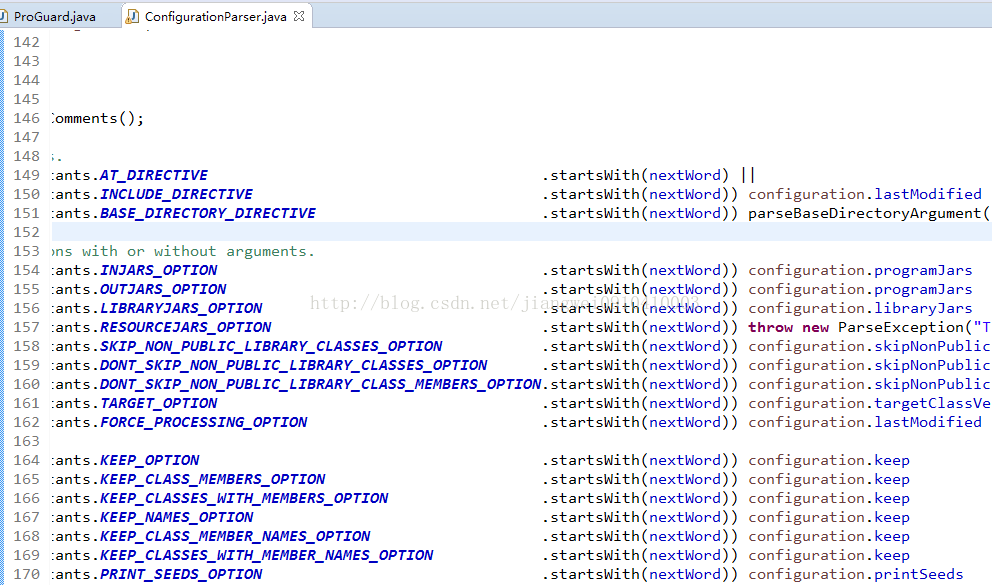 ProGuard.java ConfigurationParser.java
142
143
144
145
146 Comments();
147
148 s.
149 tants.AT_DIRECTIVE .startsWith(nextWord) ||
150 tants.INCLUDE_DIRECTIVE .startsWith(nextWord)) configuration.lastModified
151 tants.BASE_DIRECTORY_DIRECTIVE .startsWith(nextWord)) parseBaseDirectoryArgument(
152
153 ons with or without arguments.
154 tants.INJARS_OPTION .startsWith(nextWord)) configuration.programJars
155 tants.OUTJARS_OPTION .startsWith(nextWord)) configuration.programJars
156 tants.LIBRARYJARS_OPTION .startsWith(nextWord)) configuration.libraryJars
157 tants.RESOURCEJARS_OPTION .startsWith(nextWord)) throw new ParseException("T
158 tants.SKIP_NON_PUBLIC_LIBRARY_CLASSES_OPTION .startsWith(nextWord)) configuration.skipNonPublic
159 tants.DONT_SKIP_NON_PUBLIC_LIBRARY_CLASSES_OPTION .startsWith(nextWord)) configuration.skipNonPublic
160 tants.DONT_SKIP_NON_PUBLIC_LIBRARY_CLASS_MEMBERS_OPTION.startsWith(nextWord)) configuration.skipNonPublic
161 tants.TARGET_OPTION .startsWith(nextWord)) configuration.targetClassVe
162 tants.FORCE_PROCESSING_OPTION .startsWith(nextWord)) configuration.lastModified
163
164 tants.KEEP_OPTION .startsWith(nextWord)) configuration.keep
165 tants.KEEP_CLASS_MEMBERS_OPTION .startsWith(nextWord)) configuration.keep
166 tants.KEEP_CLASSES_WITH_MEMBERS_OPTION .startsWith(nextWord)) configuration.keep
167 tants.KEEP_NAMES_OPTION .startsWith(nextWord)) configuration.keep
168 tants.KEEP_CLASS_MEMBER_NAMES_OPTION .startsWith(nextWord)) configuration.keep
169 tants.KEEP_CLASSES_WITH_MEMBER_NAMES_OPTION .startsWith(nextWord)) configuration.keep
170 tants.PRINT_SEEDS_OPTION .startsWith(nextWord)) configuration.printSeeds